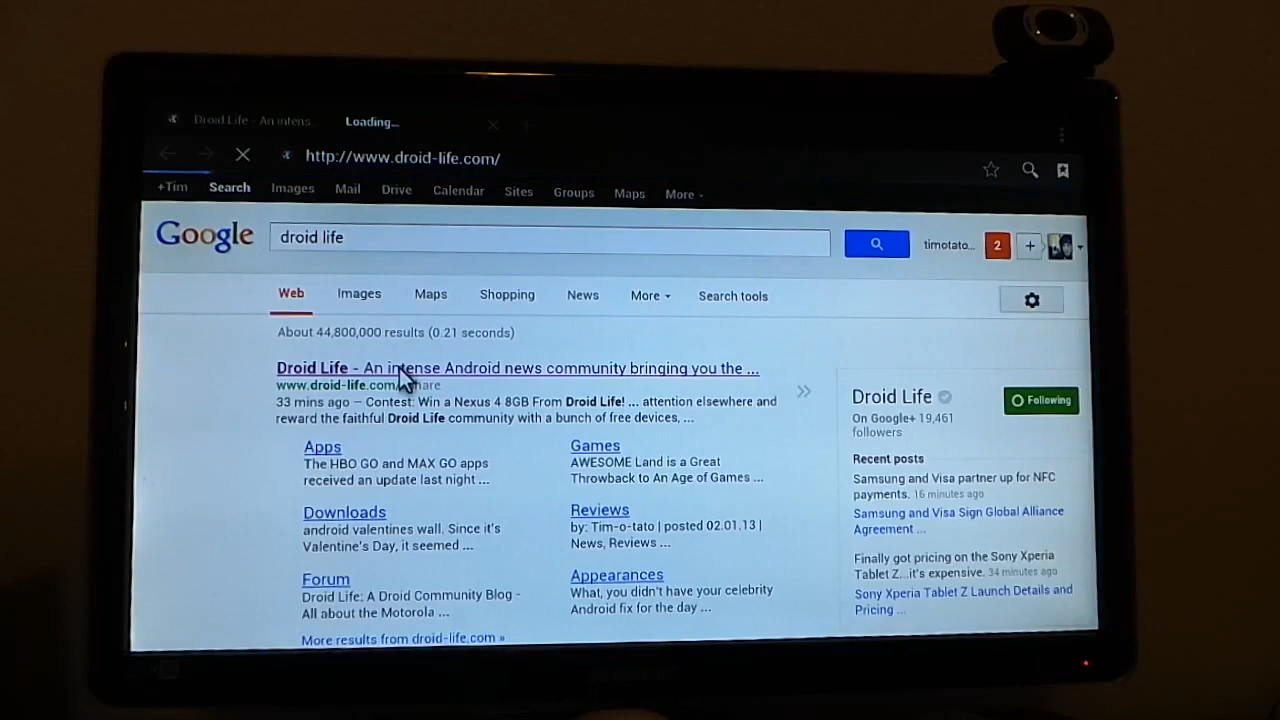 Droid Life - An intens... Loading...
http://www.droid-life.com/
+Tim Search Images Mail Drive Calendar Sites Groups Maps More
Google droid life timotato... 2 +
Web Images Maps Shopping News More Search tools
About 44,800,000 results (0.21 seconds)
Droid Life - An intense Android news community bringing you the ...
www.droid-life.com/ Share
33 mins ago – Contest: Win a Nexus 4 8GB From Droid Life! ... attention elsewhere and
reward the faithful Droid Life community with a bunch of free devices, ...
Apps
The HBO GO and MAX GO apps
received an update last night ...
Games
AWESOME Land is a Great
Throwback to An Age of Games ...
Downloads
android valentines wall. Since it's
Valentine's Day, it seemed ...
Reviews
by: Tim-o-tato | posted 02.01.13 |
News, Reviews ...
Forum
Droid Life: A Droid Community Blog -
All about the Motorola ...
Appearances
What, you didn't have your celebrity
Android fix for the day ...
More results from droid-life.com »
Droid Life
Following
On Google+ 19,461
followers
Recent posts
Samsung and Visa partner up for NFC
payments. 16 minutes ago
Samsung and Visa Sign Global Alliance
Agreement ...
Finally got pricing on the Sony Xperia
Tablet Z...it's expensive. 34 minutes ago
Sony Xperia Tablet Z Launch Details and
Pricing ...